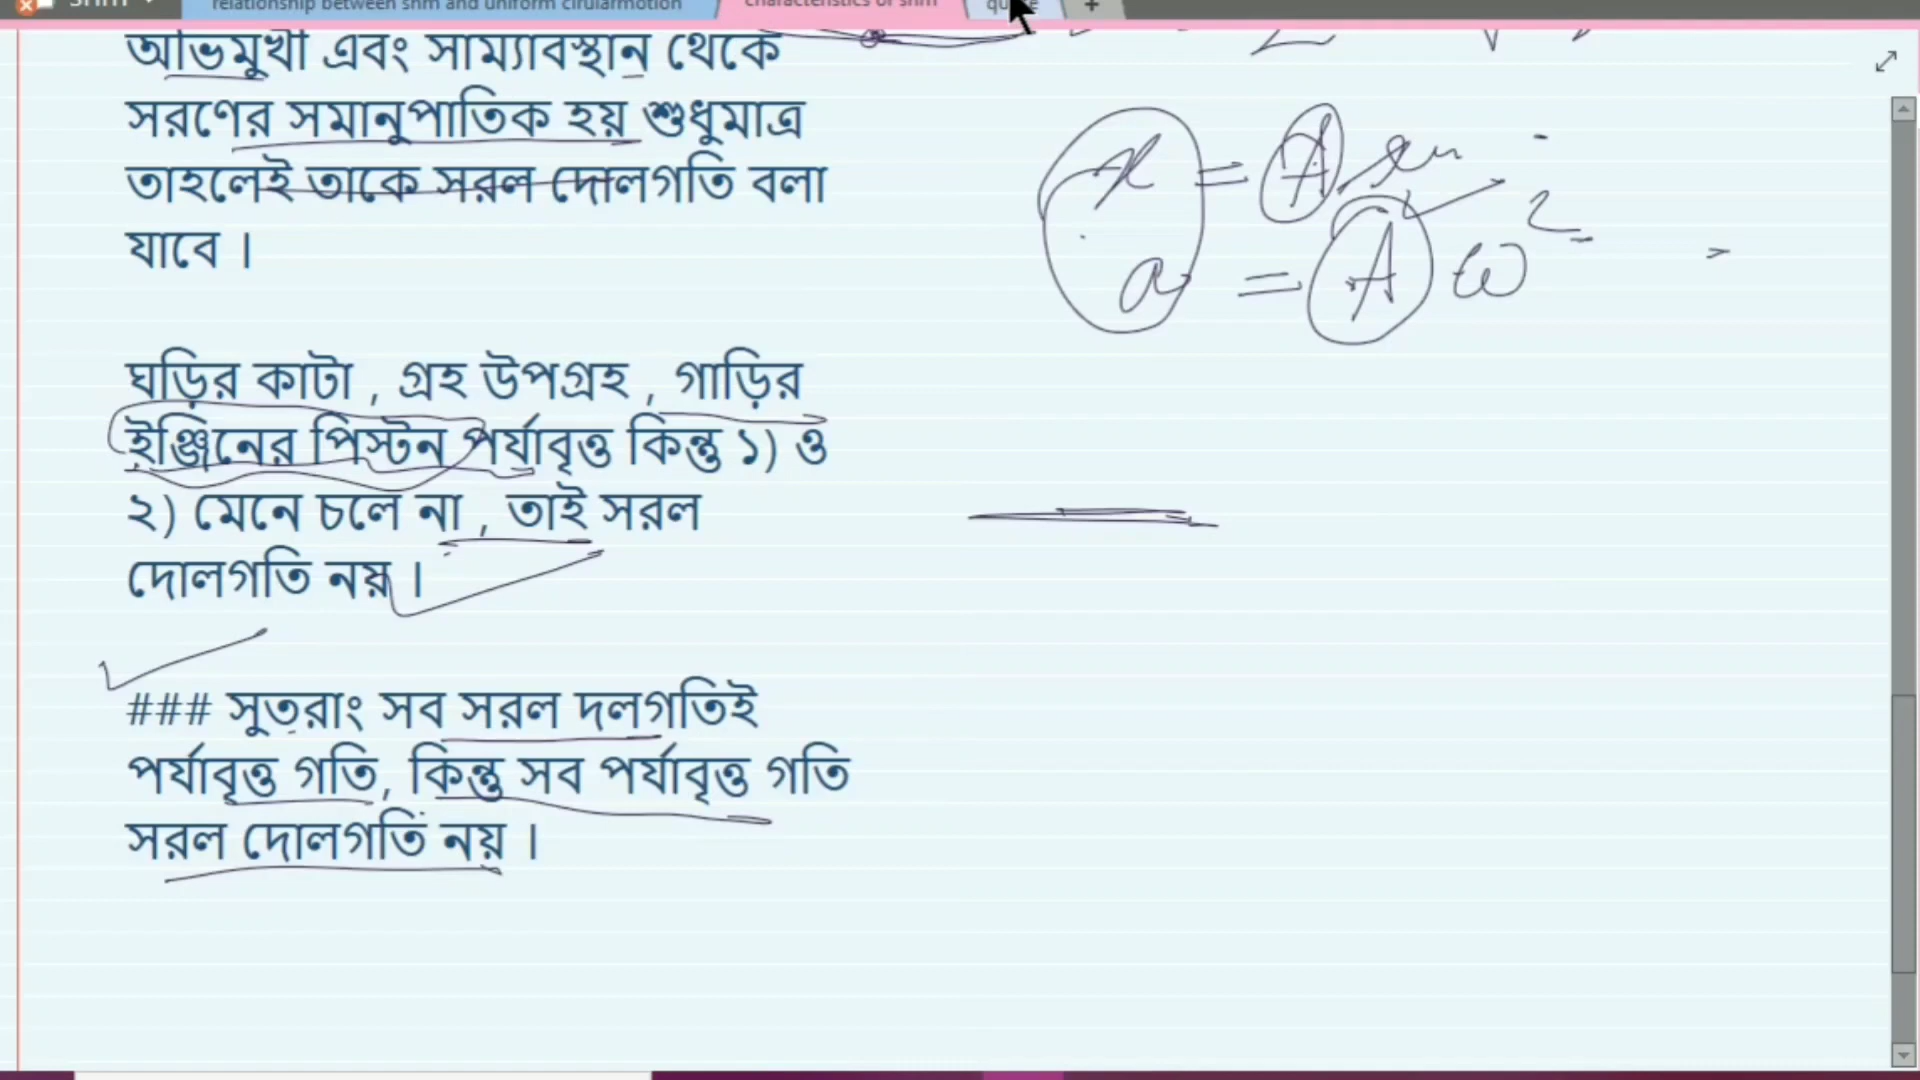 relationship between shm and uniform cirularmotion
characteristics of shm
অভিমুখী এবং সাম্যাবস্থান থেকে
সরণের সমানুপাতিক হয় শুধুমাত্র
তাহলেই তাকে সরল দোলগতি বলা
যাবে ।
x = A sin
a = A ω²
ঘড়ির কাটা , গ্রহ উপগ্রহ , গাড়ির
ইঞ্জিনের পিস্টন পর্যাবৃত্ত কিন্তু ১) ও
২) মেনে চলে না , তাই সরল
দোলগতি নয় ।
### সুতরাং সব সরল দলগতিই
পর্যাবৃত্ত গতি, কিন্তু সব পর্যাবৃত্ত গতি
সরল দোলগতি নয় ।